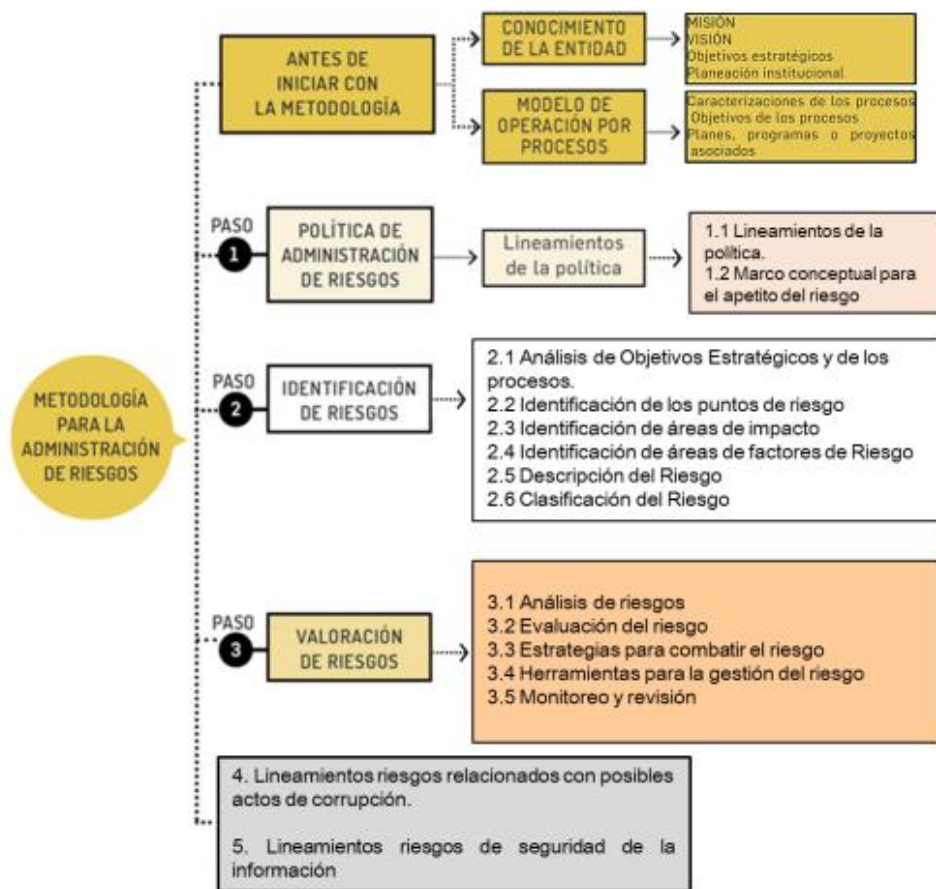 METODOLOGÍA
PARA LA
ADMINISTRACIÓN
DE RIESGOS
ANTES DE
INICIAR CON
LA METODOLOGÍA
CONOCIMIENTO
DE LA ENTIDAD
MISIÓN
VISIÓN
Objetivos estratégicos
Planeación institucional
MODELO DE
OPERACIÓN POR
PROCESOS
Caracterizaciones de los procesos
Objetivos de los procesos
Planes, programas o proyectos
asociados
PASO
1
POLÍTICA DE
ADMINISTRACIÓN
DE RIESGOS
Lineamientos
de la política
1.1 Lineamientos de la
política.
1.2 Marco conceptual para
el apetito del riesgo
PASO
2
IDENTIFICACIÓN
DE RIESGOS
2.1 Análisis de Objetivos Estratégicos y de los
procesos.
2.2 Identificación de los puntos de riesgo
2.3 Identificación de áreas de impacto
2.4 Identificación de áreas de factores de Riesgo
2.5 Descripción del Riesgo
2.6 Clasificación del Riesgo
PASO
3
VALORACIÓN
DE RIESGOS
3.1 Análisis de riesgos
3.2 Evaluación del riesgo
3.3 Estrategias para combatir el riesgo
3.4 Herramientas para la gestión del riesgo
3.5 Monitoreo y revisión
4. Lineamientos riesgos relacionados con posibles
actos de corrupción.
5. Lineamientos riesgos de seguridad de la
información